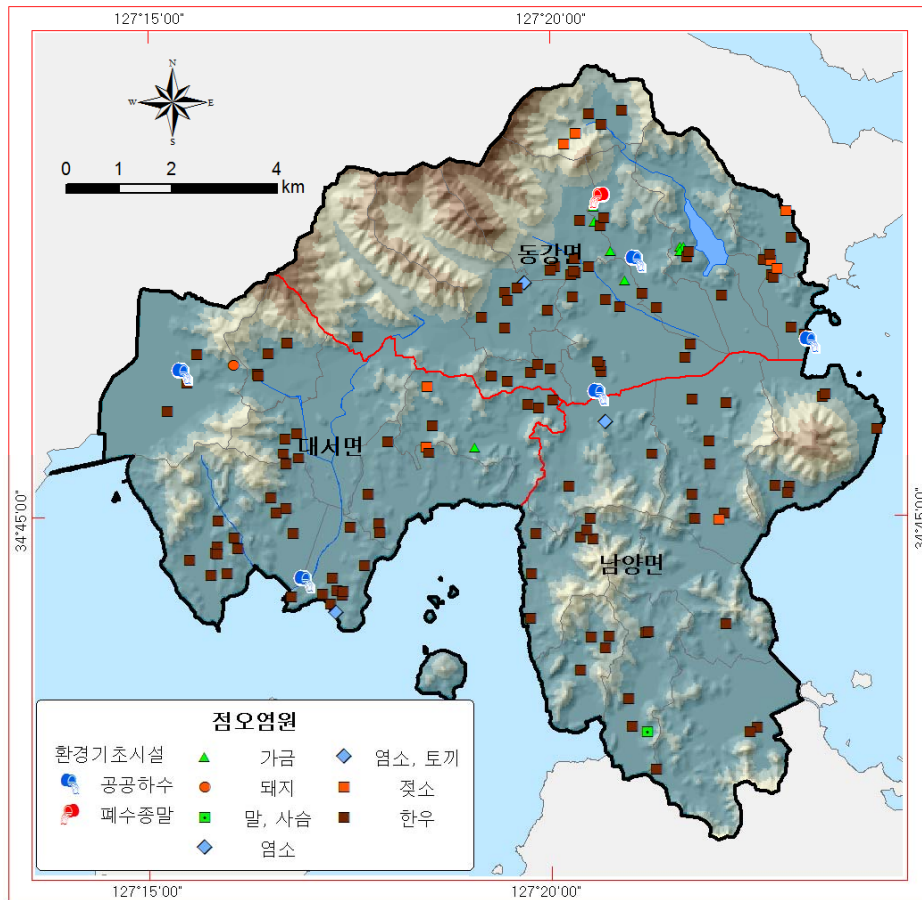 127°15'00" 127°20'00"
N
W E
S
0 1 2 4
km
동강면
대서면
34°45'00" 34°45'00"
남양면
점오염원
환경기초시설
공공하수
폐수종말
가금
돼지
말, 사슴
염소
염소, 토끼
젖소
한우
127°15'00" 127°20'00"